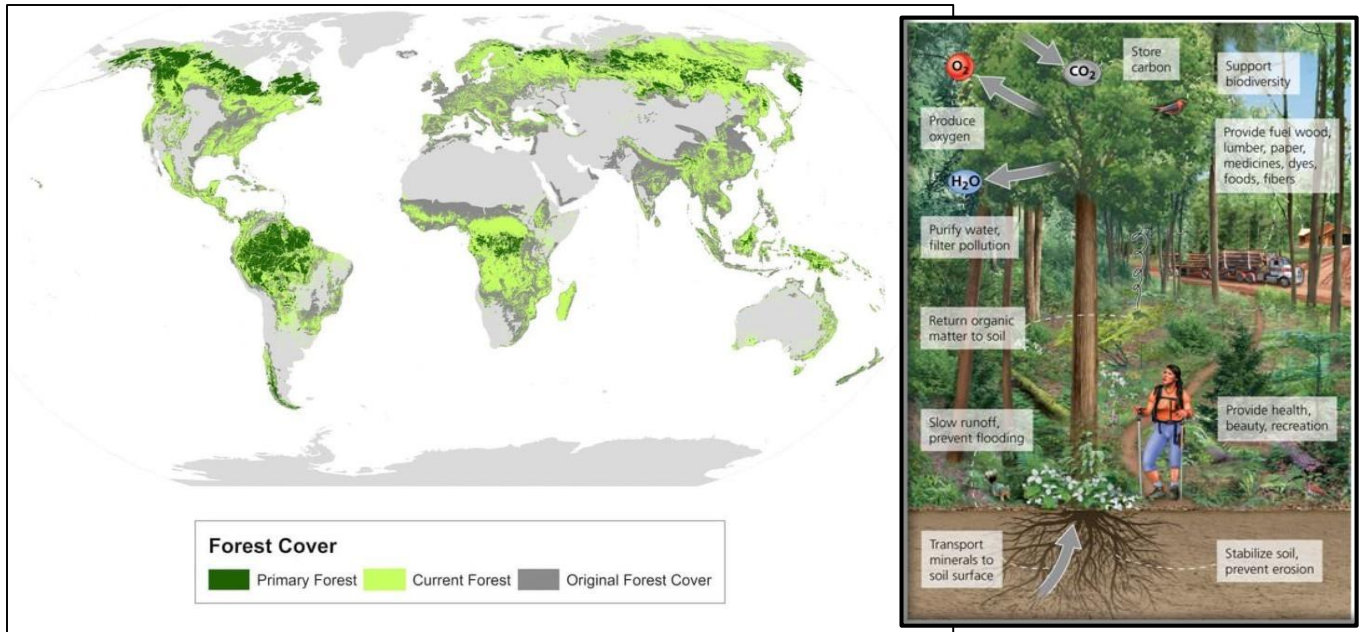 Forest Cover
Primary Forest
Current Forest
Original Forest Cover
O₂
CO₂
Store
carbon
Support
biodiversity
Produce
oxygen
Provide fuel wood,
lumber, paper,
medicines, dyes,
foods, fibers
H₂O
Purify water,
filter pollution
Return organic
matter to soil
Slow runoff,
prevent flooding
Provide health,
beauty, recreation
Transport
minerals to
soil surface
Stabilize soil,
prevent erosion